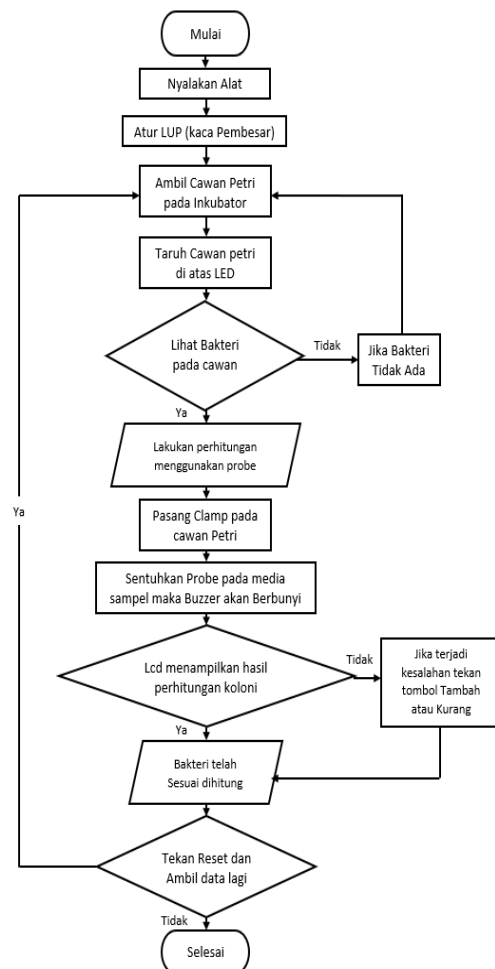 Mulai
Nyalakan Alat
Atur LUP (kaca Pembesar)
Ambil Cawan Petri
pada Inkubator
Taruh Cawan petri
di atas LED
Lihat Bakteri
pada cawan
Tidak
Jika Bakteri
Tidak Ada
Ya
Lakukan perhitungan
menggunakan probe
Ya
Pasang Clamp pada
cawan Petri
Sentuhkan Probe pada media
sampel maka Buzzer akan Berbunyi
Lcd menampilkan hasil
perhitungan koloni
Tidak
Jika terjadi
kesalahan tekan
tombol Tambah
atau Kurang
Ya
Bakteri telah
Sesuai dihitung
Tekan Reset dan
Ambil data lagi
Tidak
Selesai